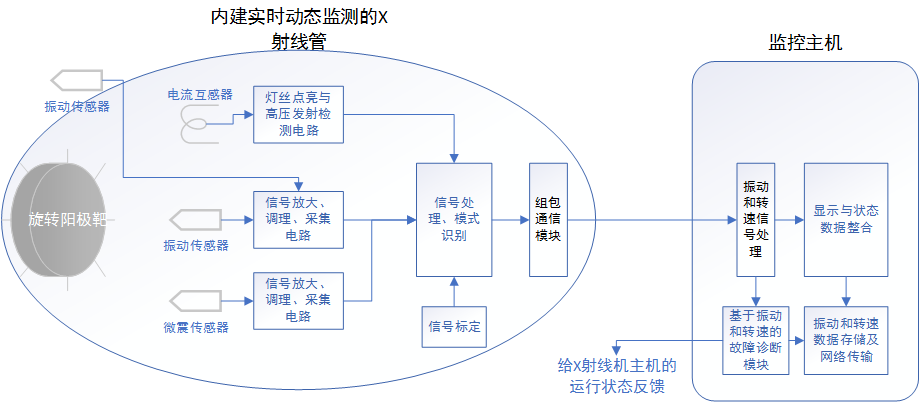 内建实时动态监测的X
射线管
监控主机
振动传感器
电流互感器
灯丝点亮与
高压发射检
测电路
旋转阳极靶
振动传感器
信号放大、
调理、采集
电路
微震传感器
信号放大、
调理、采集
电路
信号处
理、模式
识别
信号标定
组包
通信
模块
振动
和转
速信
号处
理
显示与状态
数据整合
基于振动
和转速的
故障诊断
模块
振动和转速
数据存储及
网络传输
给X射线机主机的
运行状态反馈